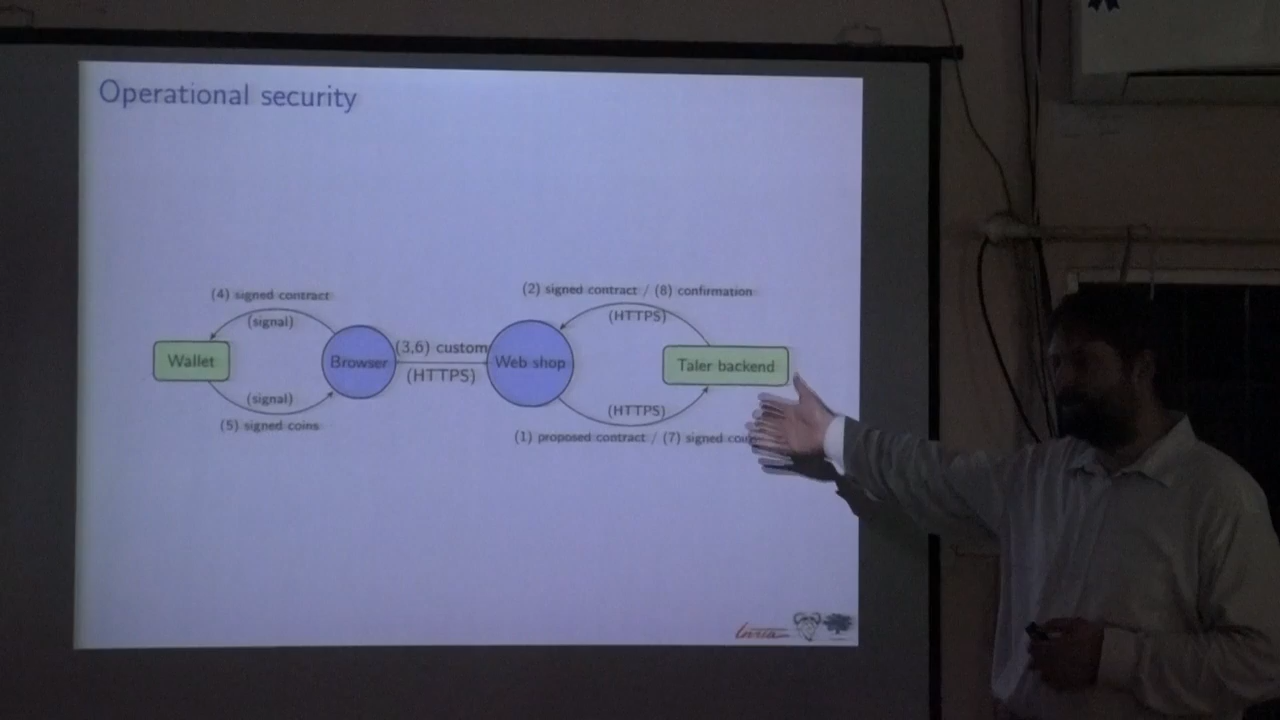 Operational security
(4) signed contract
(signal)
Wallet
Browser
(signal)
(5) signed coins
(3,6) custom
(HTTPS)
Web shop
(2) signed contract / (8) confirmation
(HTTPS)
Taler backend
(HTTPS)
(1) proposed contract / (7) signed
Inria